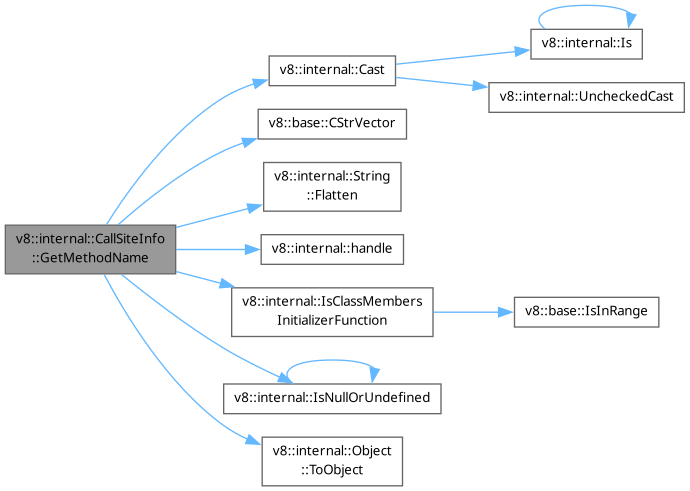 v8::internal::Is
v8::internal::Cast
v8::internal::UncheckedCast
v8::base::CStrVector
v8::internal::String
::Flatten
v8::internal::CallSiteInfo
::GetMethodName
v8::internal::handle
v8::internal::IsClassMembers
InitializerFunction
v8::base::IsInRange
v8::internal::IsNullOrUndefined
v8::internal::Object
::ToObject